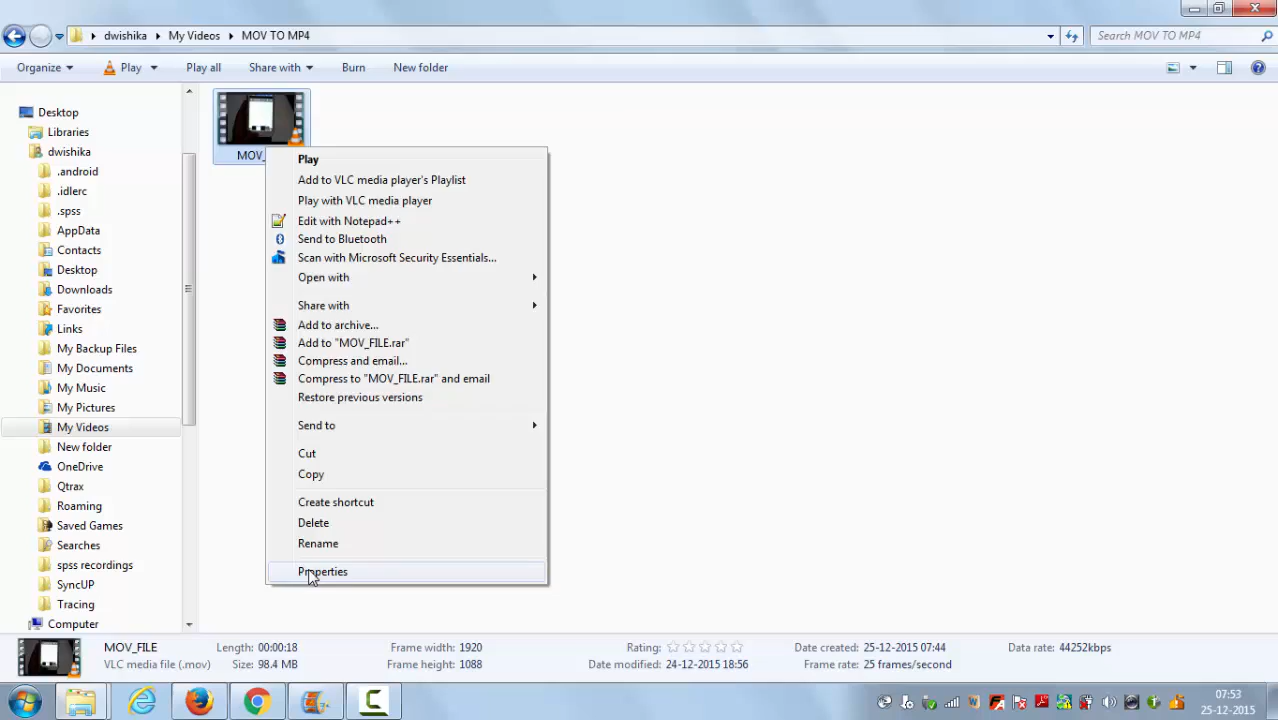 dwishika
My Videos
MOV TO MP4
Search MOV TO MP4
Organize
Play
Play all
Share with
Burn
New folder
Desktop
Libraries
dwishika
.android
.idlerc
.spss
AppData
Contacts
Desktop
Downloads
Favorites
Links
My Backup Files
My Documents
My Music
My Pictures
My Videos
New folder
OneDrive
Qtrax
Roaming
Saved Games
Searches
spss recordings
SyncUP
Tracing
Computer
MOV_
Play
Add to VLC media player's Playlist
Play with VLC media player
Edit with Notepad++
Send to Bluetooth
Scan with Microsoft Security Essentials...
Open with
Share with
Add to archive...
Add to "MOV_FILE.rar"
Compress and email...
Compress to "MOV_FILE.rar" and email
Restore previous versions
Send to
Cut
Copy
Create shortcut
Delete
Rename
Properties
MOV_FILE Length: 00:00:18 Frame width: 1920 Rating: Date created: 25-12-2015 07:44 Data rate: 44252kbps
VLC media file (.mov) Size: 98.4 MB Frame height: 1088 Date modified: 24-12-2015 18:56 Frame rate: 25 frames/second
07:53
25-12-2015